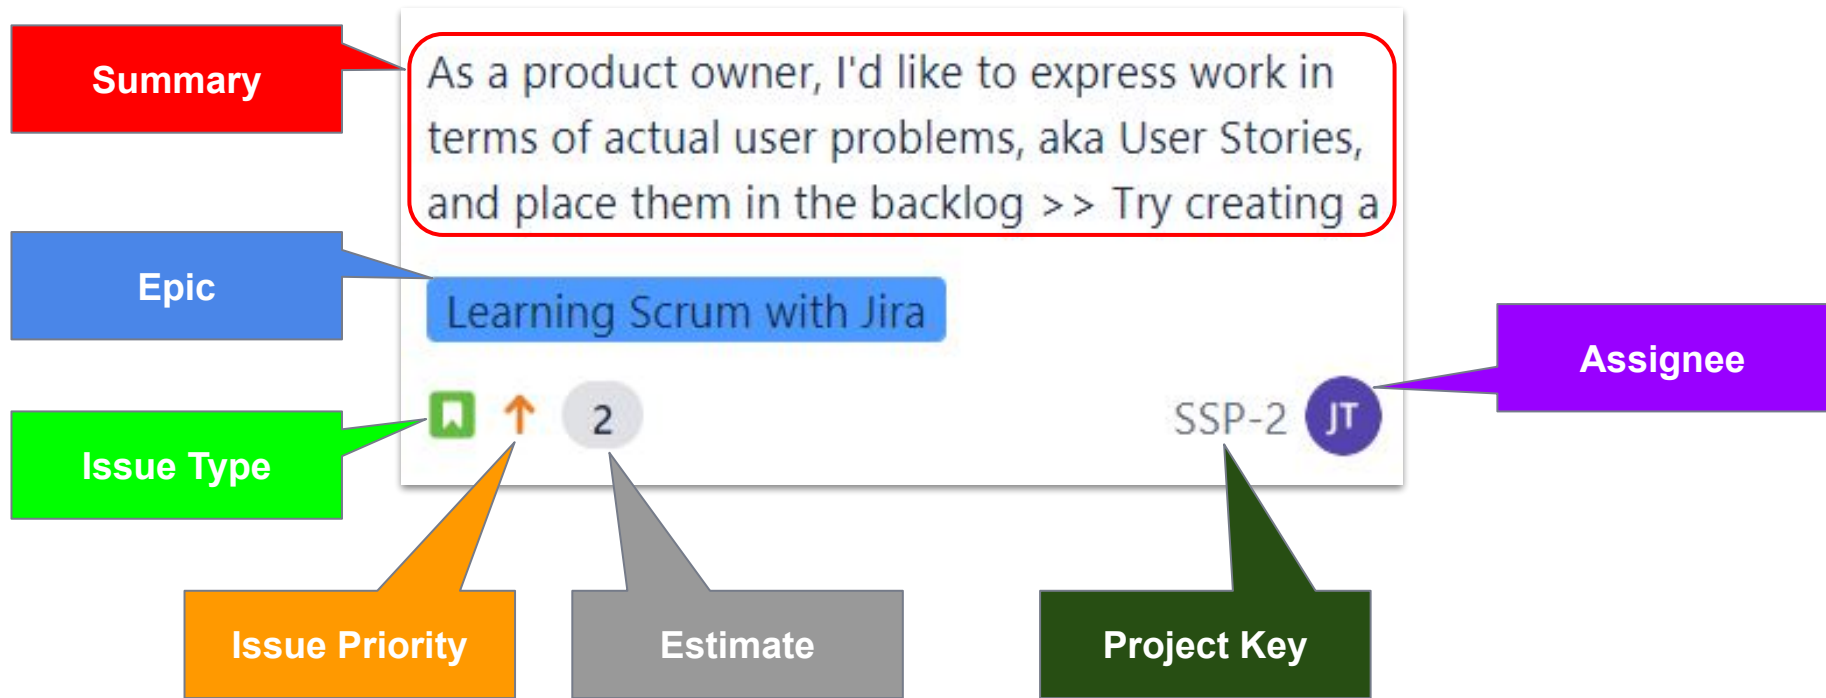 Summary
As a product owner, I'd like to express work in
terms of actual user problems, aka User Stories,
and place them in the backlog >> Try creating a
Epic
Learning Scrum with Jira
Assignee
Issue Type
2
SSP-2
JT
Issue Priority
Estimate
Project Key